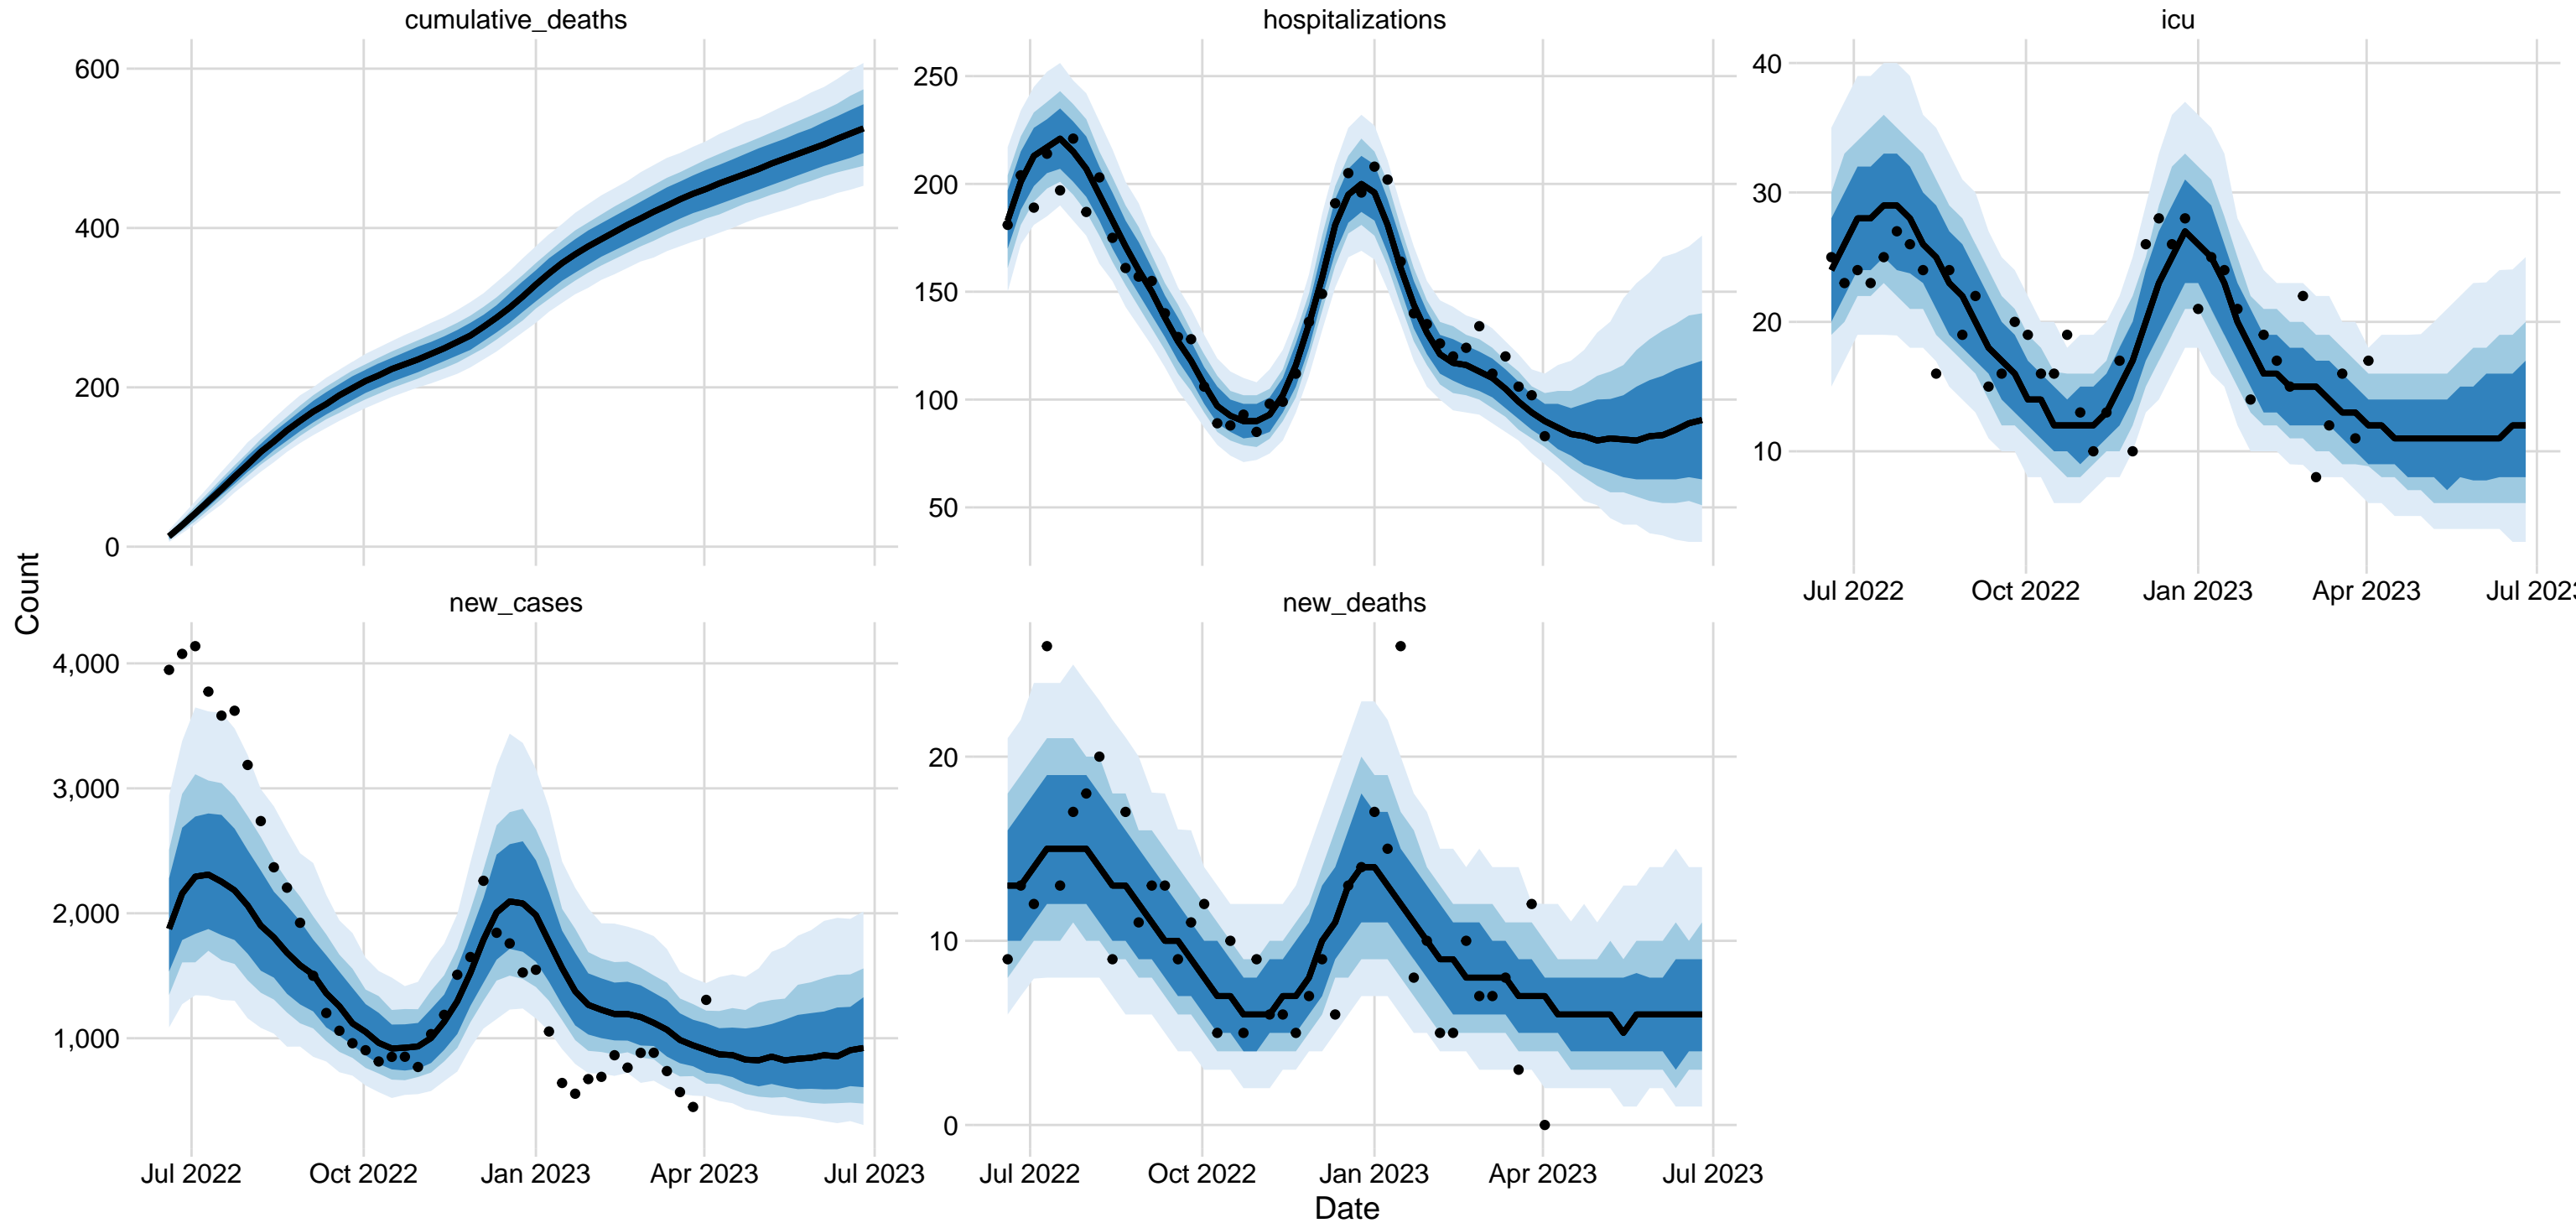 cumulative_deaths
600
400
200
0
hospitalizations
250
200
150
100
50
icu
40
30
20
10
Jul 2022 Oct 2022 Jan 2023 Apr 2023 Jul 202
Count
new_cases
4,000
3,000
2,000
1,000
Jul 2022 Oct 2022 Jan 2023 Apr 2023 Jul 2023
new_deaths
20
10
0
Jul 2022 Oct 2022 Jan 2023 Apr 2023 Jul 2023
Date